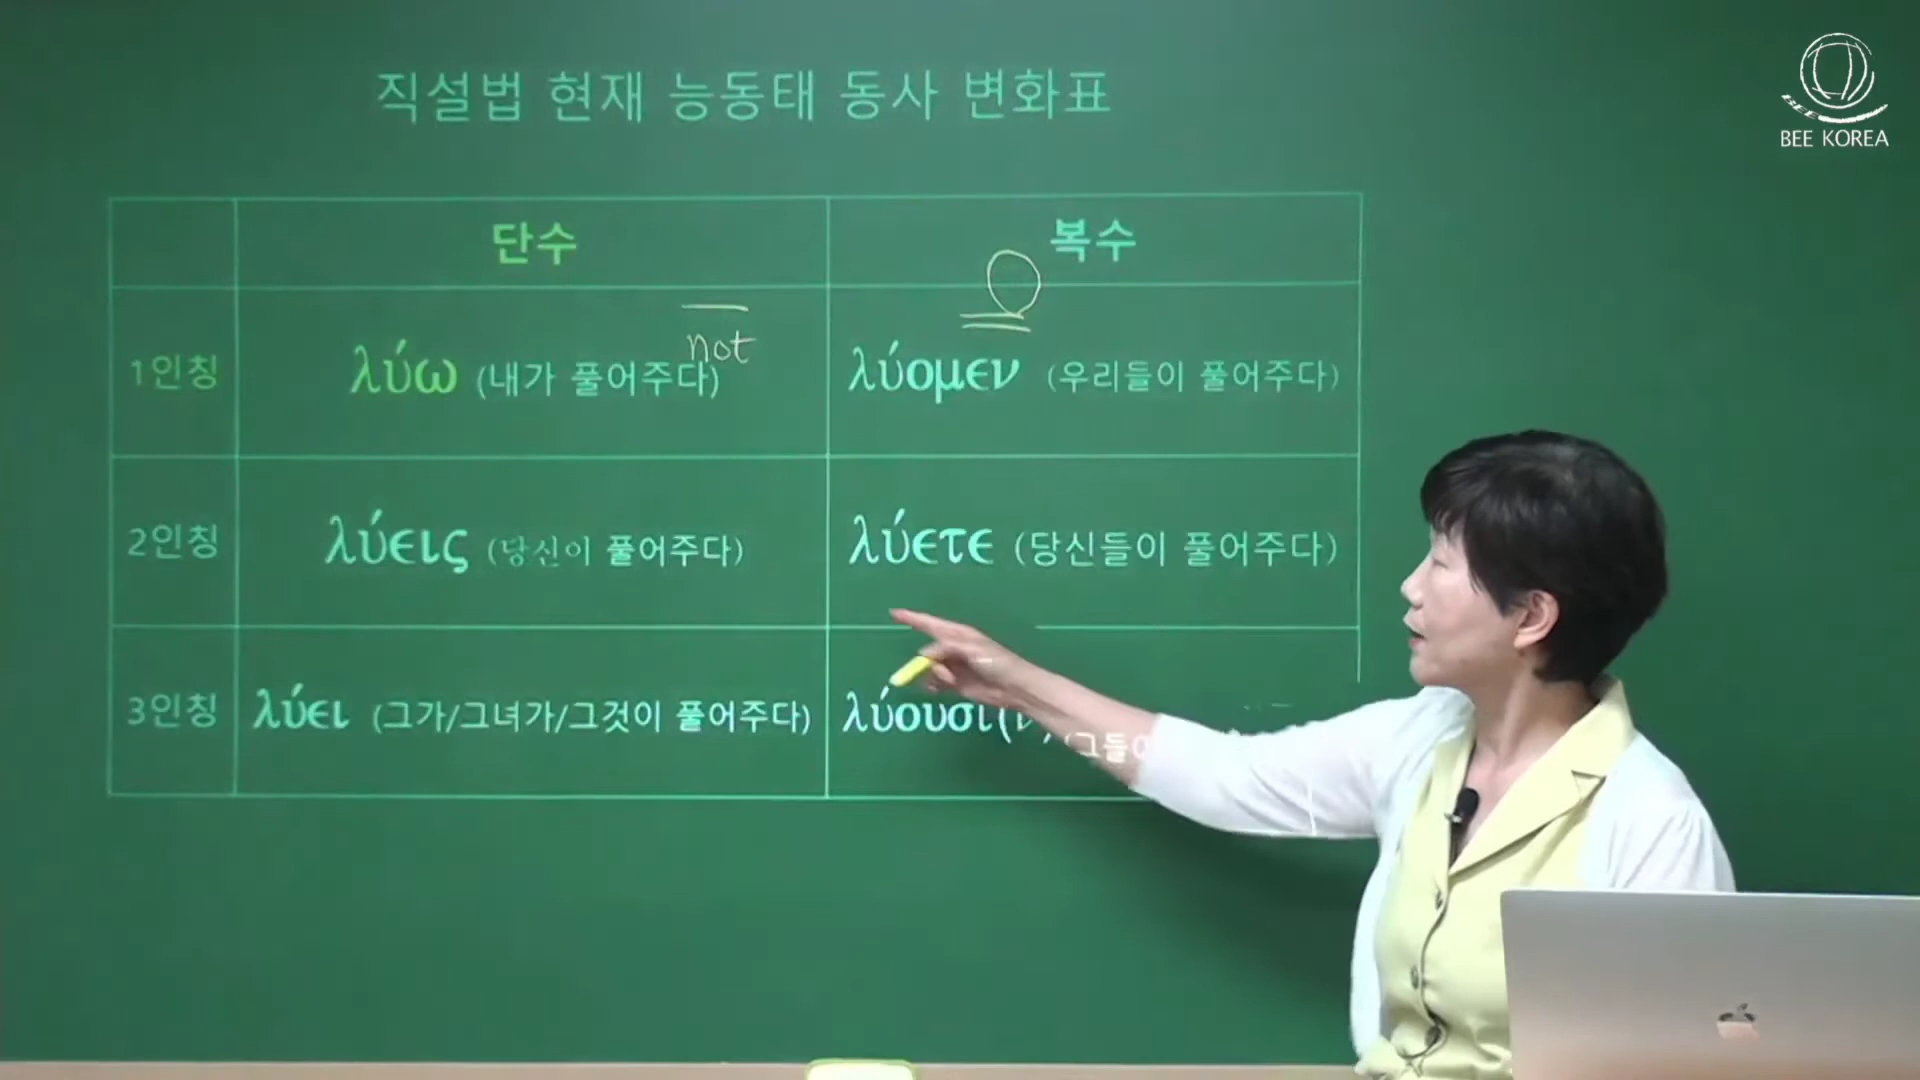 BEE KOREA
직설법 현재 능동태 동사 변화표
단수 복수
not
1인칭 λύω (내가 풀어주다) λύομεν (우리들이 풀어주다)
2인칭 λύεις (당신이 풀어주다) λύετε (당신들이 풀어주다)
3인칭 λύει (그가/그녀가/그것이 풀어주다) λύουσι(ν)